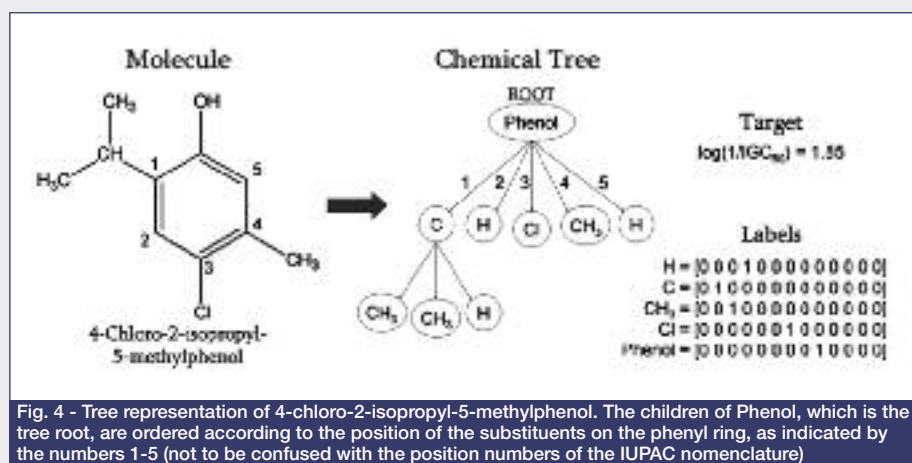 Molecule
Chemical Tree
ROOT
Phenol
Target
log(1/IGC50) = 1.85
CH3
OH
CH
H3C
1
5
2
4
3
CH3
Cl
1 2 3 4 5
C H Cl CH3 H
CH3 CH3 H
4-Chloro-2-isopropyl-
5-methylphenol
Labels
H = [0 0 0 1 0 0 0 0 0 0 0 0 0]
C = [0 1 0 0 0 0 0 0 0 0 0 0 0]
CH3 = [0 0 1 0 0 0 0 0 0 0 0 0 0]
Cl = [0 0 0 0 0 0 1 0 0 0 0 0 0]
Phenol = [0 0 0 0 0 0 0 0 1 0 0 0 0]
Fig. 4 - Tree representation of 4-chloro-2-isopropyl-5-methylphenol. The children of Phenol, which is the
tree root, are ordered according to the position of the substituents on the phenyl ring, as indicated by
the numbers 1-5 (not to be confused with the position numbers of the IUPAC nomenclature)